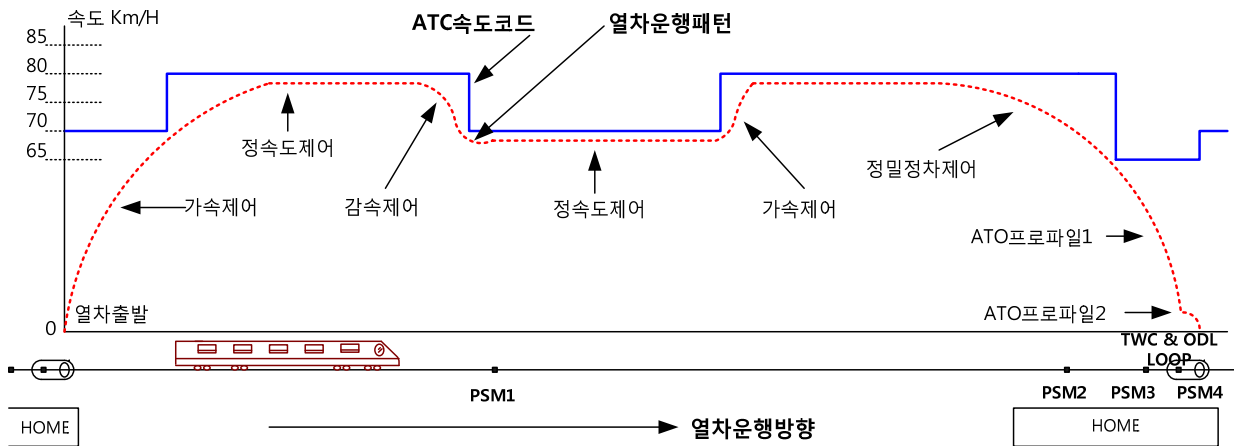 속도 Km/H
ATC속도코드
열차운행패턴
85
80
75
70
65
정속도제어
정밀정차제어
가속제어
감속제어
정속도제어
가속제어
ATO프로파일1
열차출발
ATO프로파일2
0
TWC & ODL
LOOP
PSM1
PSM2
PSM3
PSM4
HOME
열차운행방향
HOME